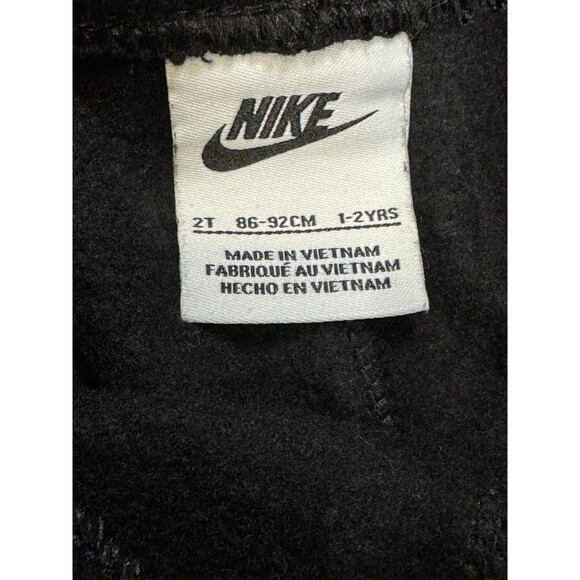 NIKE
2T 86-92CM 1-2YRS
MADE IN VIETNAM
FABRIQUÉ AU VIETNAM
HECHO EN VIETNAM